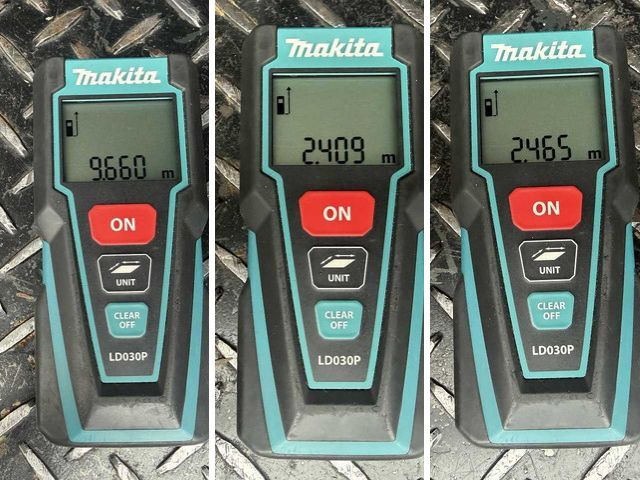 makita
9.660 m
ON
UNIT
CLEAR
OFF
LD030P
makita
2.409 m
ON
UNIT
CLEAR
OFF
LD030P
makita
2.465 m
ON
UNIT
CLEAR
OFF
LD030P